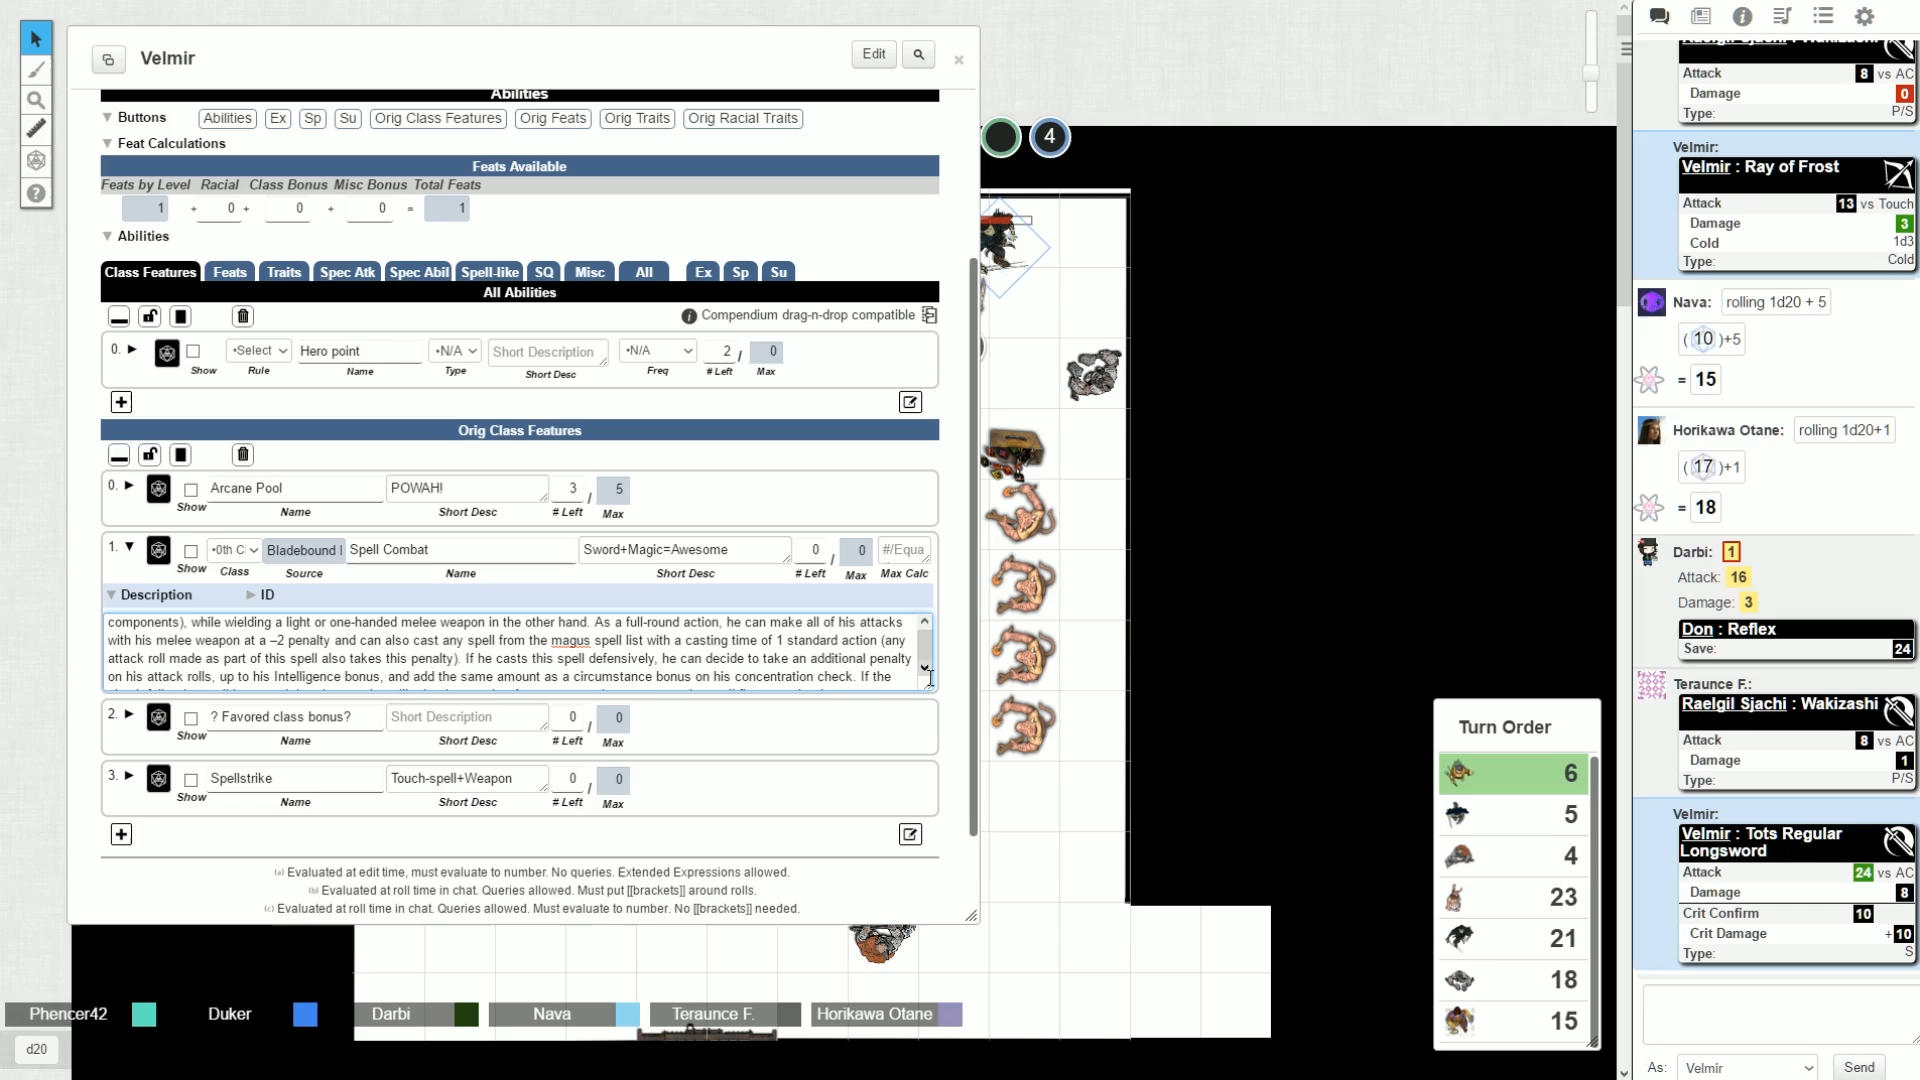 Velmir
Edit
Abilities
Buttons Abilities Ex Sp Su Orig Class Features Orig Feats Orig Traits Orig Racial Traits
Feat Calculations
Feats Available
Feats by Level Racial Class Bonus Misc Bonus Total Feats
1 + 0 + 0 + 0 = 1
Abilities
Class Features Feats Traits Spec Atk Spec Abil Spell-like SQ Misc All Ex Sp Su
All Abilities
Compendium drag-n-drop compatible
0. •Select Hero point •N/A Short Description •N/A 2 / 0
Show Rule Name Type Short Desc Freq # Left Max
Orig Class Features
0. Arcane Pool POWAH! 3 / 5
Show Name Short Desc # Left Max
1. •0th C Bladebound Spell Combat Sword+Magic=Awesome 0 / 0 #/Equa
Show Class Source Name Short Desc # Left Max Max Calc
Description ID
components), while wielding a light or one-handed melee weapon in the other hand. As a full-round action, he can make all of his attacks
with his melee weapon at a –2 penalty and can also cast any spell from the magus spell list with a casting time of 1 standard action (any
attack roll made as part of this spell also takes this penalty). If he casts this spell defensively, he can decide to take an additional penalty
on his attack rolls, up to his Intelligence bonus, and add the same amount as a circumstance bonus on his concentration check. If the
2. ? Favored class bonus? Short Description 0 / 0
Show Name Short Desc # Left Max
3. Spellstrike Touch-spell+Weapon 0 / 0
Show Name Short Desc # Left Max
(a) Evaluated at edit time, must evaluate to number. No queries. Extended Expressions allowed.
(b) Evaluated at roll time in chat. Queries allowed. Must put [[brackets]] around rolls.
(c) Evaluated at roll time in chat. Queries allowed. Must evaluate to number. No [[brackets]] needed.
4
Turn Order
6
5
4
23
21
18
15
Phencer42 Duker Darbi Nava Teraunce F. Horikawa Otane
d20
Attack 8 vs AC
Damage 0
Type: P/S
Velmir:
Velmir : Ray of Frost
Attack 13 vs Touch
Damage 3
Cold 1d3
Type: Cold
Nava: rolling 1d20 + 5
(10)+5
= 15
Horikawa Otane: rolling 1d20+1
(17)+1
= 18
Darbi: 1
Attack: 16
Damage: 3
Don : Reflex
Save: 24
Teraunce F.:
Raelgil Sjachi : Wakizashi
Attack 8 vs AC
Damage 1
Type: P/S
Velmir:
Velmir : Tots Regular
Longsword
Attack 24 vs AC
Damage 8
Crit Confirm 10
Crit Damage +10
Type: S
As: Velmir Send